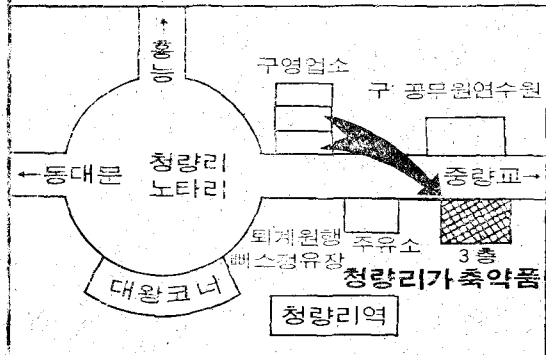 ↑
홍
능
구영업소
구 공무원연수원
←동대문
청량리
노타리
중량교→
퇴계원행
뻐스정유장
주유소
3층
청량리가축약품
대왕코너
청량리역